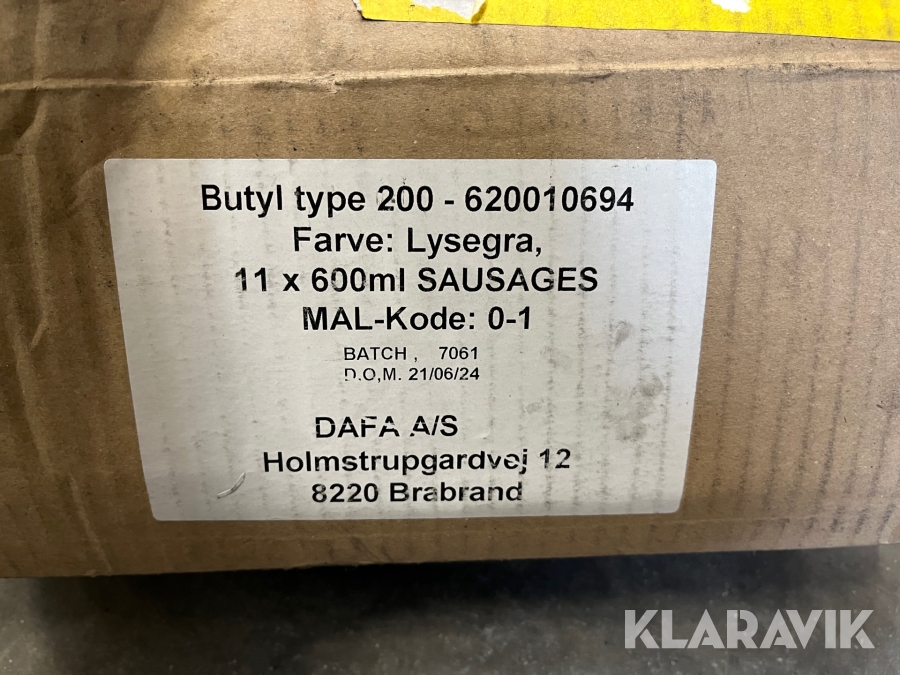 Butyl type 200 - 620010694
Farve: Lysegra,
11 x 600ml SAUSAGES
MAL-Kode: 0-1
BATCH , 7061
D.O,M. 21/06/24
DAFA A/S
Holmstrupgardvej 12
8220 Brabrand
KLARAVIK